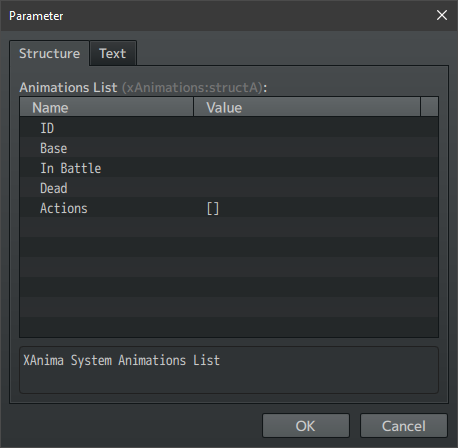 Parameter
Structure Text
Animations List (xAnimations:structA):
Name Value
ID
Base
In Battle
Dead
Actions []
XAnima System Animations List
OK Cancel